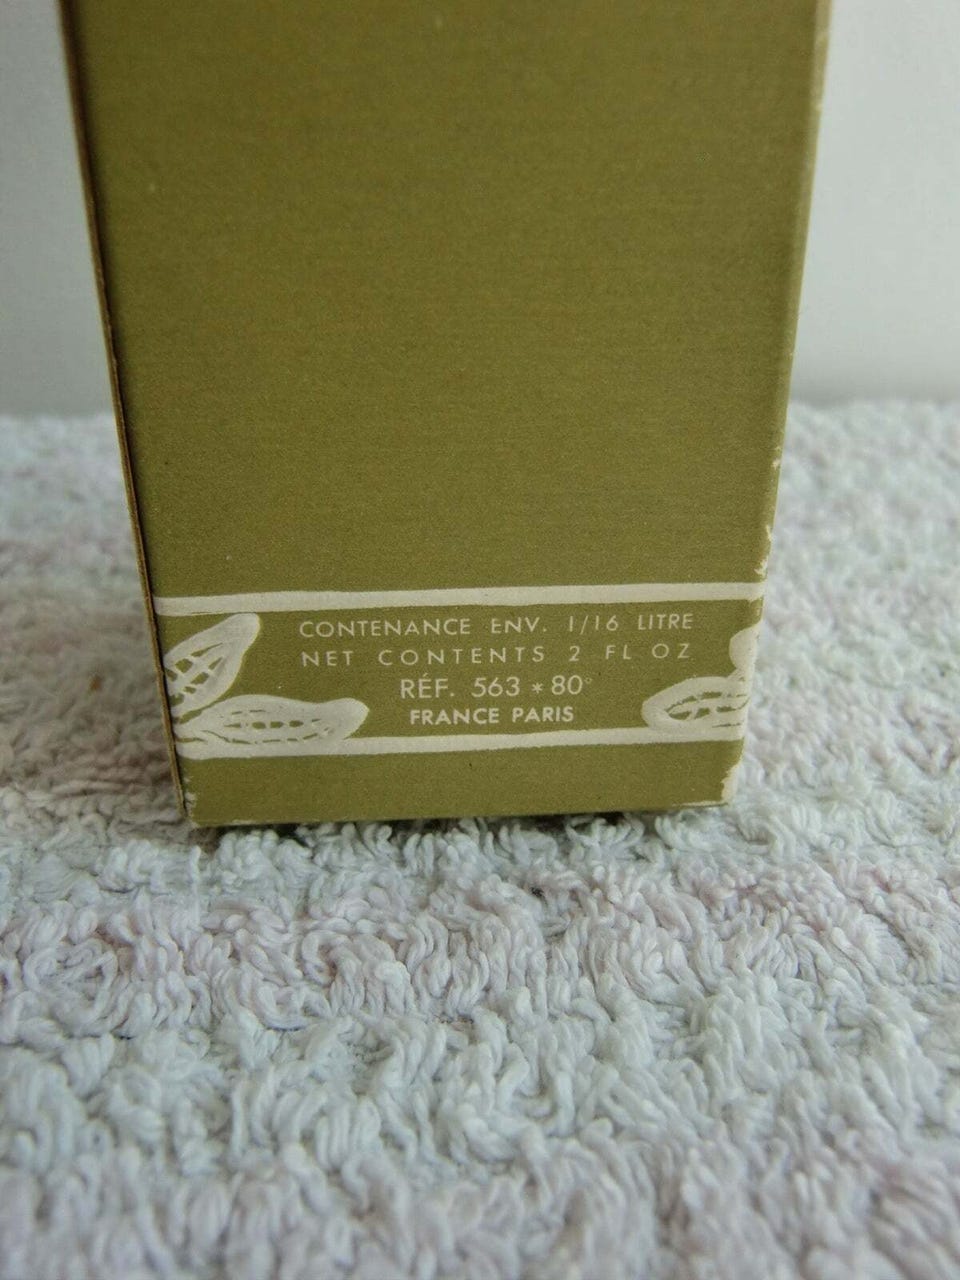 CONTENANCE ENV. 1/16 LITRE
NET CONTENTS 2 FL OZ
RÉF. 563 * 80°
FRANCE PARIS